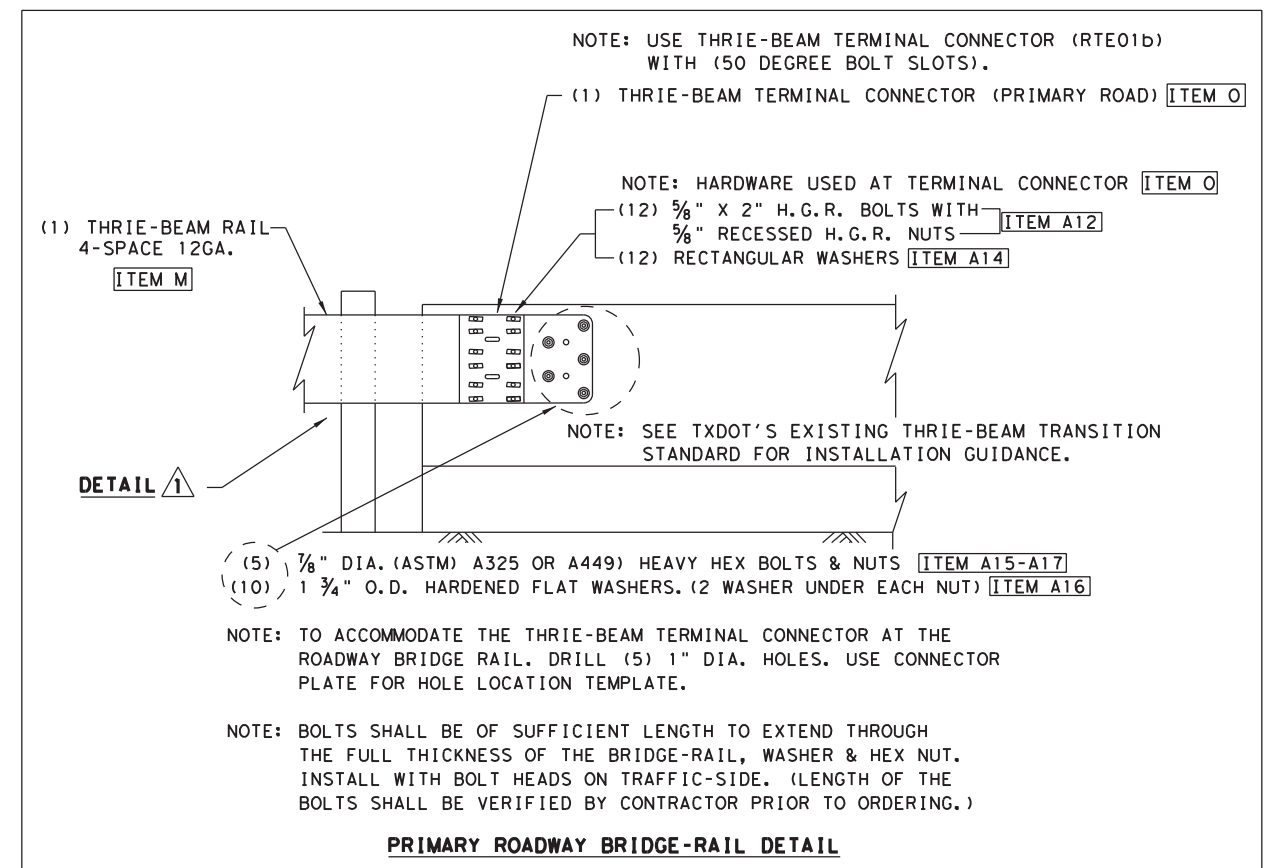 NOTE: USE THRIE-BEAM TERMINAL CONNECTOR (RTE01b)
WITH (50 DEGREE BOLT SLOTS).
(1) THRIE-BEAM TERMINAL CONNECTOR (PRIMARY ROAD) ITEM O
NOTE: HARDWARE USED AT TERMINAL CONNECTOR ITEM O
(12) ⅝" X 2" H.G.R. BOLTS WITH
⅝" RECESSED H.G.R. NUTS
ITEM A12
(12) RECTANGULAR WASHERS ITEM A14
(1) THRIE-BEAM RAIL
4-SPACE 12GA.
ITEM M
NOTE: SEE TXDOT'S EXISTING THRIE-BEAM TRANSITION
STANDARD FOR INSTALLATION GUIDANCE.
DETAIL 1
(5) ⅞" DIA. (ASTM) A325 OR A449) HEAVY HEX BOLTS & NUTS ITEM A15-A17
(10) 1 ¾" O.D. HARDENED FLAT WASHERS. (2 WASHER UNDER EACH NUT) ITEM A16
NOTE: TO ACCOMMODATE THE THRIE-BEAM TERMINAL CONNECTOR AT THE
ROADWAY BRIDGE RAIL. DRILL (5) 1" DIA. HOLES. USE CONNECTOR
PLATE FOR HOLE LOCATION TEMPLATE.
NOTE: BOLTS SHALL BE OF SUFFICIENT LENGTH TO EXTEND THROUGH
THE FULL THICKNESS OF THE BRIDGE-RAIL, WASHER & HEX NUT.
INSTALL WITH BOLT HEADS ON TRAFFIC-SIDE. (LENGTH OF THE
BOLTS SHALL BE VERIFIED BY CONTRACTOR PRIOR TO ORDERING.)
PRIMARY ROADWAY BRIDGE-RAIL DETAIL